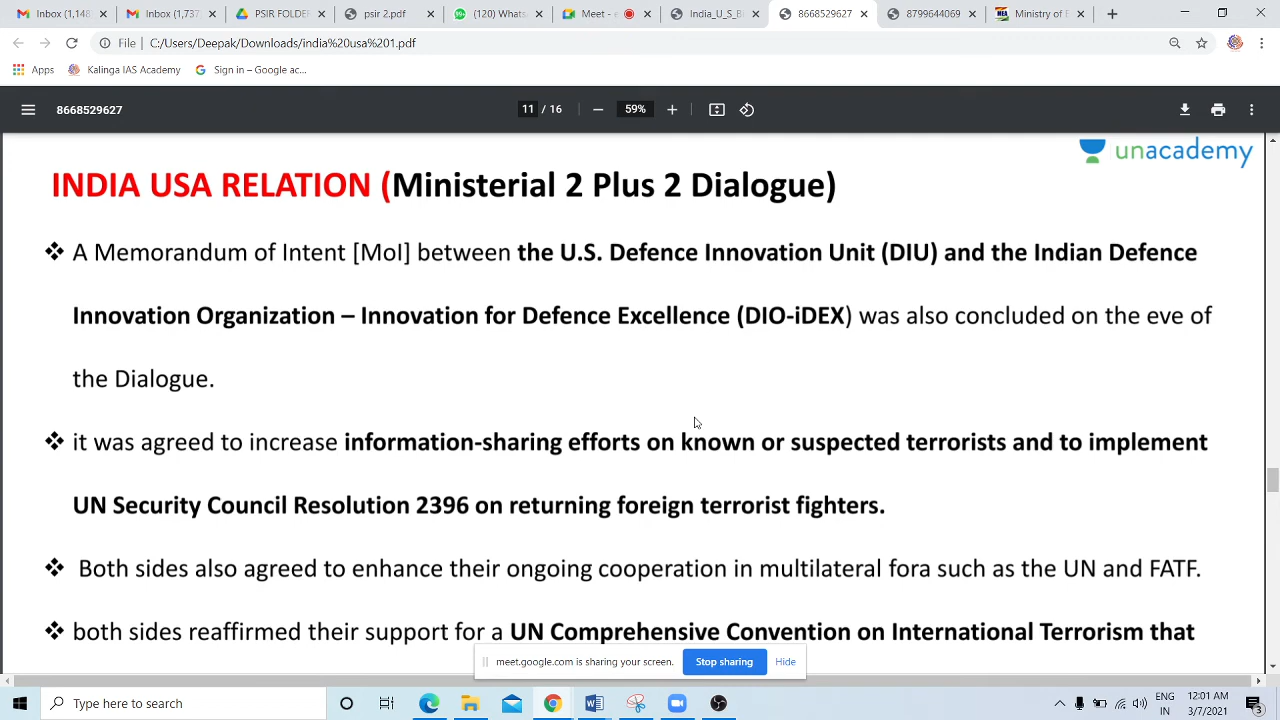 Inbox (1,148
Inbox (1,737
PSIR FOLDER
psir 2.pdf
(120) Whats
Meet -
India_U_S_B
8668529627
8799648069
Ministry of E
File | C:/Users/Deepak/Downloads/india%20usa%201.pdf
Apps
Kalinga IAS Academy
Sign in – Google ac...
8668529627
11 / 16
59%
unacademy
INDIA USA RELATION (Ministerial 2 Plus 2 Dialogue)
❖ A Memorandum of Intent [MoI] between the U.S. Defence Innovation Unit (DIU) and the Indian Defence
Innovation Organization – Innovation for Defence Excellence (DIO-iDEX) was also concluded on the eve of
the Dialogue.
❖ it was agreed to increase information-sharing efforts on known or suspected terrorists and to implement
UN Security Council Resolution 2396 on returning foreign terrorist fighters.
❖ Both sides also agreed to enhance their ongoing cooperation in multilateral fora such as the UN and FATF.
❖ both sides reaffirmed their support for a UN Comprehensive Convention on International Terrorism that
meet.google.com is sharing your screen.
Stop sharing
Hide
Type here to search
ENG
IN
12:01 AM
3/7/2021
3